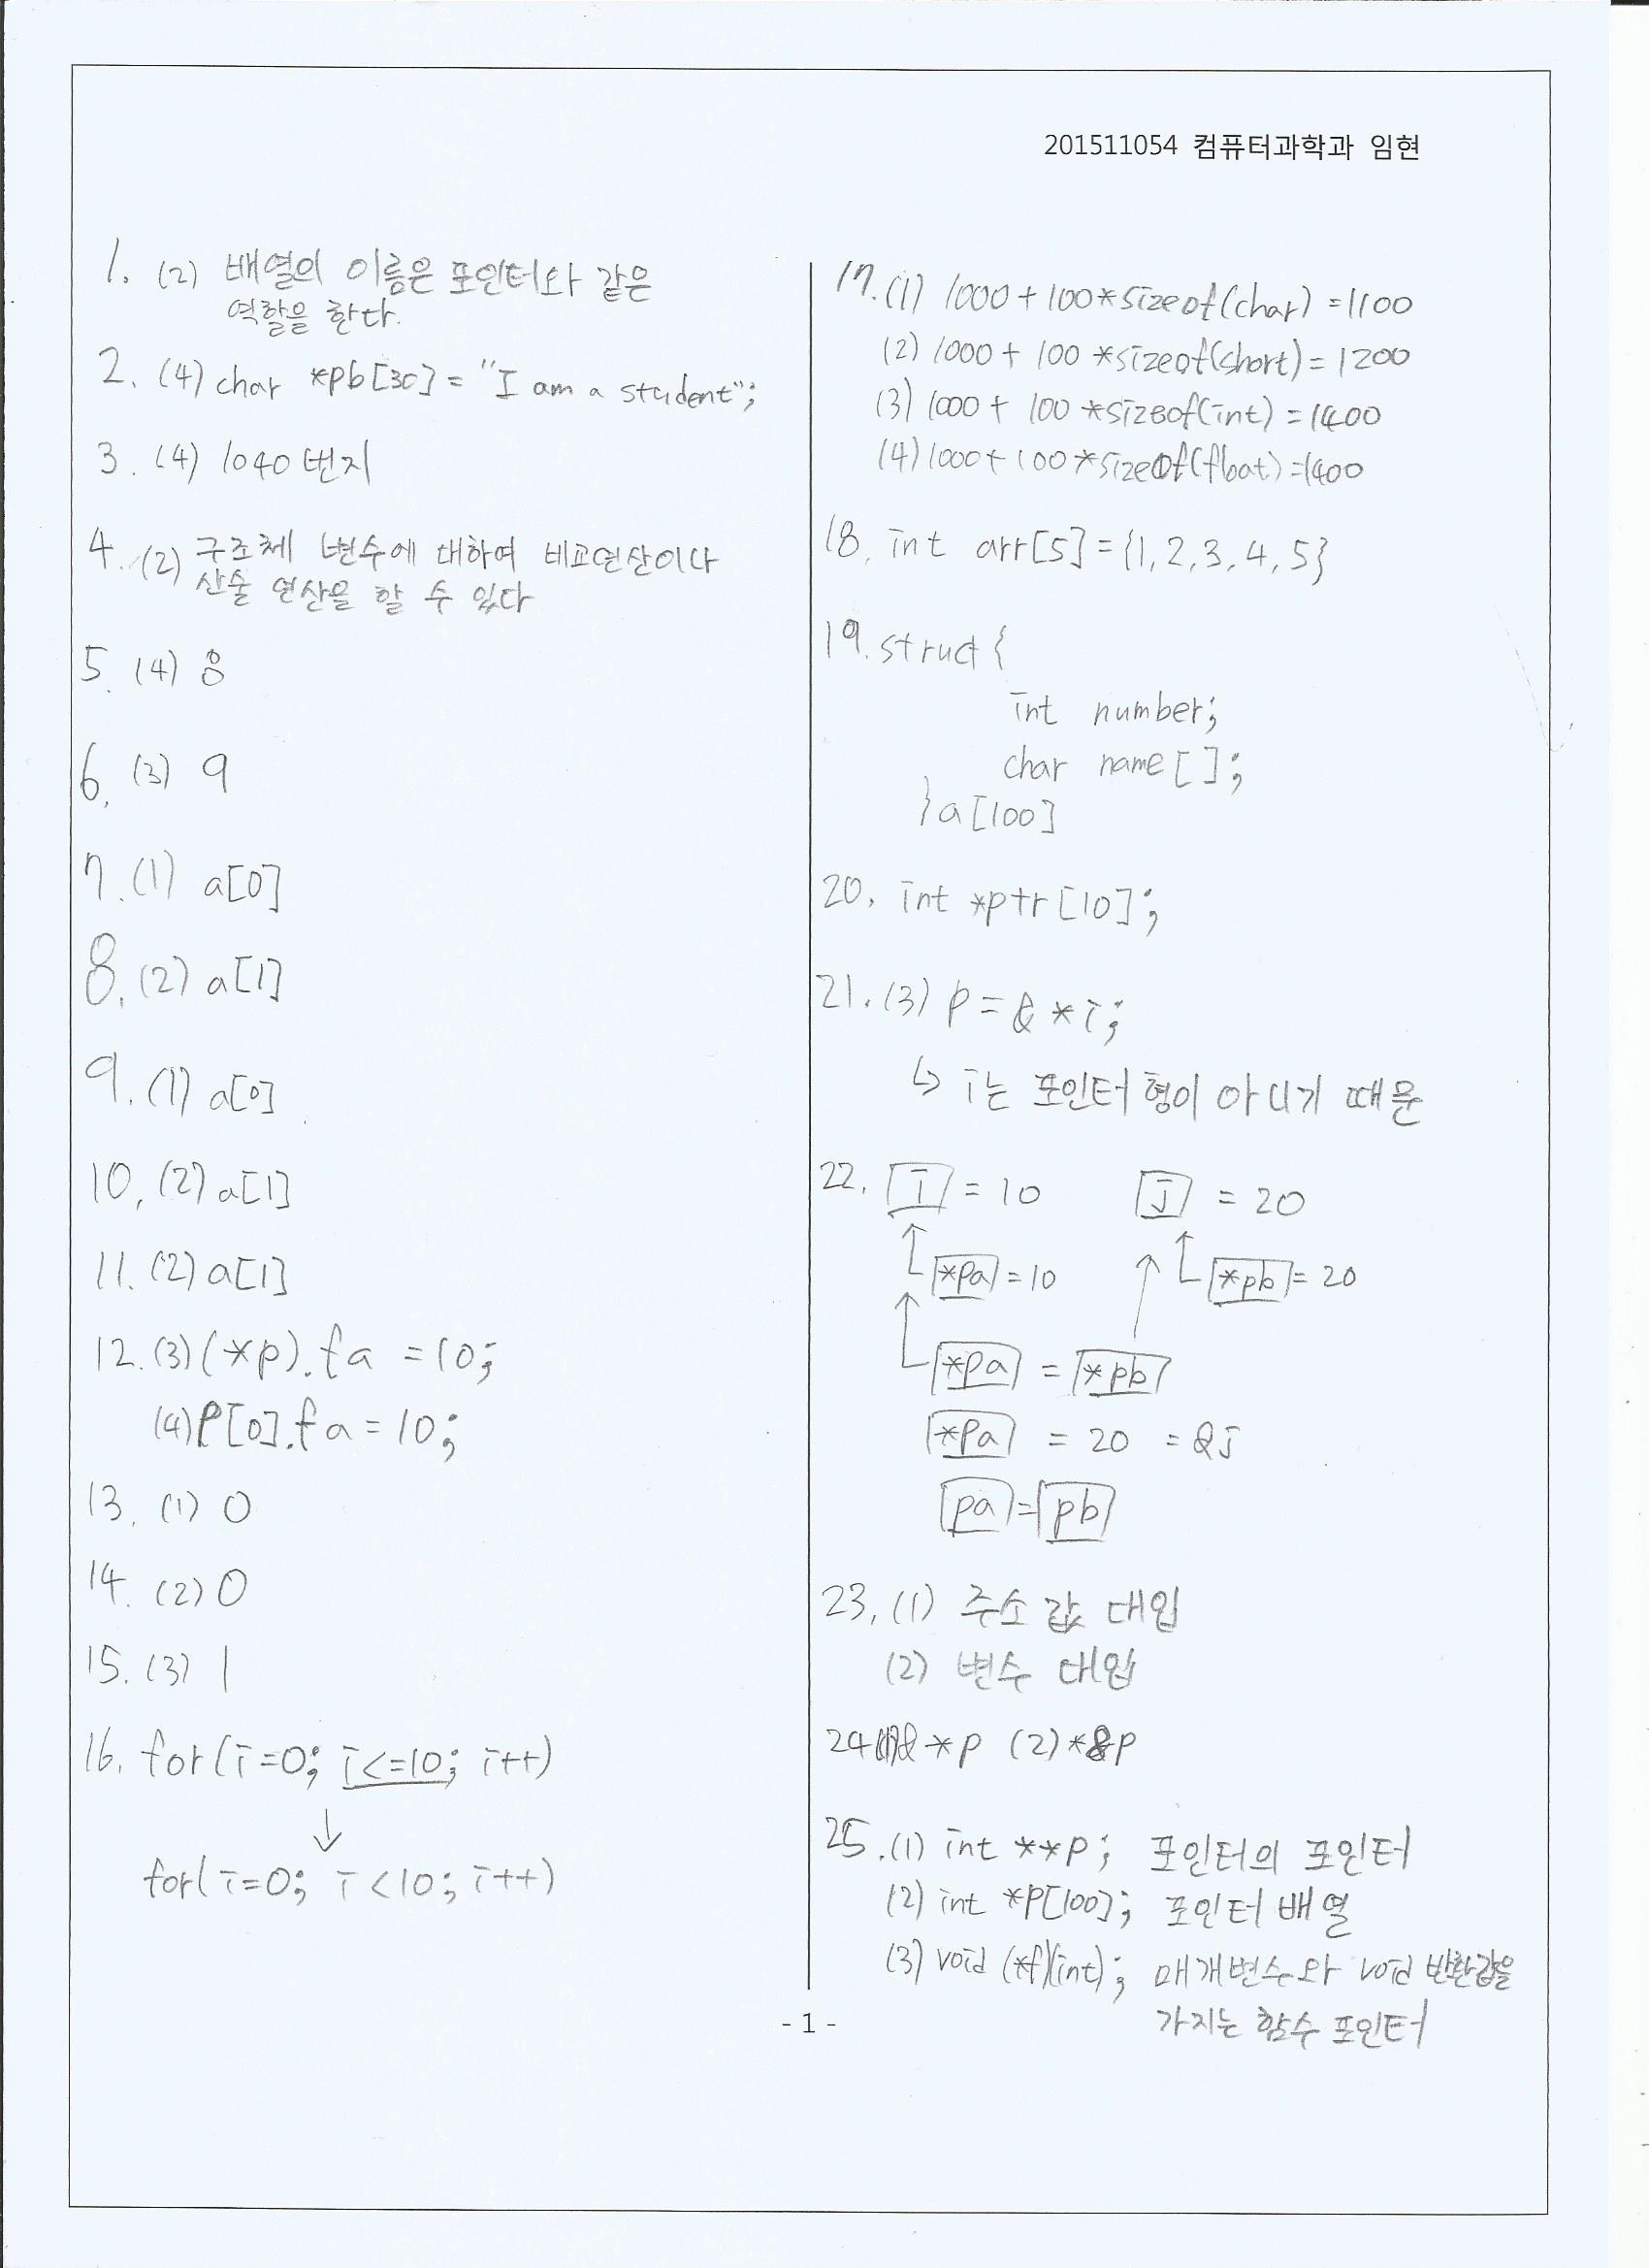 201511054 컴퓨터과학과 임현
1. (2) 배열의 이름은 포인터와 같은
역할을 한다.
2. (4) char *pb[30] = "I am a student";
3. (4) 1040번지
4. (2) 구조체 변수에 대하여 비교연산이나
산술 연산을 할 수 있다
5. (4) 8
6. (3) 9
7. (1) a[0]
8. (2) a[1]
9. (1) a[0]
10. (2) a[1]
11. (2) a[1]
12. (3) (*p).fa = 10;
(4) P[0].fa = 10;
13. (1) 0
14. (2) 0
15. (3) 1
16. for(i=0; i<=10; i++)
↓
for(i=0; i<10; i++)
17. (1) 1000 + 100*sizeof(char) = 1100
(2) 1000 + 100 *sizeof(short) = 1200
(3) 1000 + 100 *sizeof(int) = 1400
(4) 1000 + 100 *sizeof(float) = 1400
18. int arr[5] = {1, 2, 3, 4, 5}
19. struct {
int number;
char name[];
} a[100]
20. int *ptr[10];
21. (3) p = & *i;
↳ i는 포인터 형이 아니기 때문
22. i = 10 j = 20
*pa = 10 *pb = 20
*pa = *pb
*pa = 20 = &j
pa = pb
23. (1) 주소 값 대입
(2) 변수 대입
24. (1) & *p (2) *&p
25. (1) int **p; 포인터의 포인터
(2) int *P[100]; 포인터 배열
(3) void (*f)(int); 매개변수와 void 반환값을
가지는 함수 포인터
- 1 -